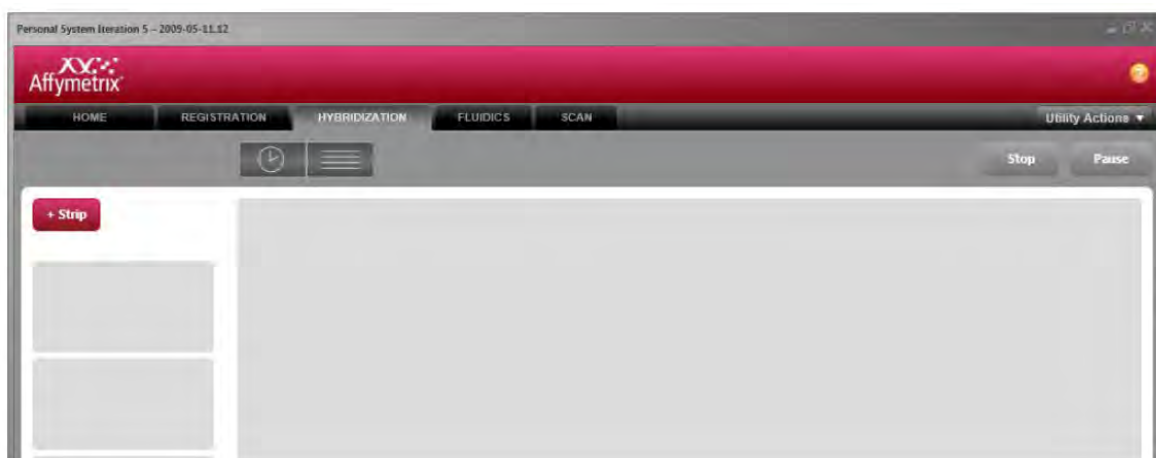 Personal System Iteration 5 – 2009-05-11.12
Affymetrix
?
HOME REGISTRATION HYBRIDIZATION FLUIDICS SCAN Utility Actions
Stop Pause
+ Strip